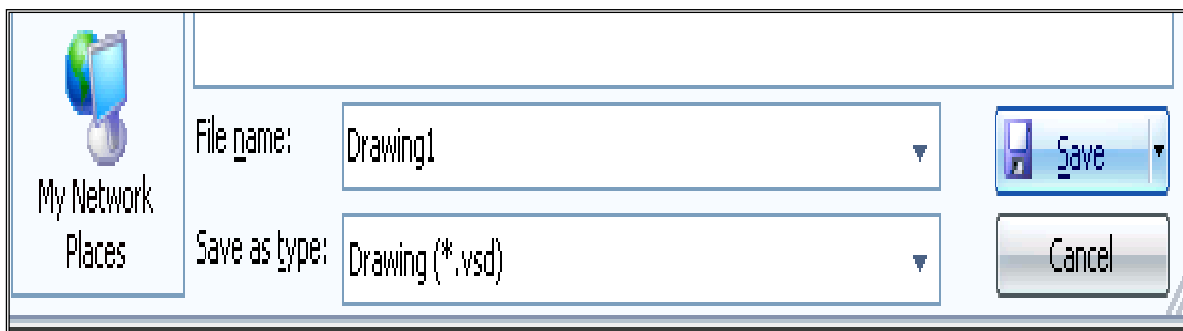 My Network
Places
File name:
Drawing1
Save
Save as type:
Drawing (*.vsd)
Cancel